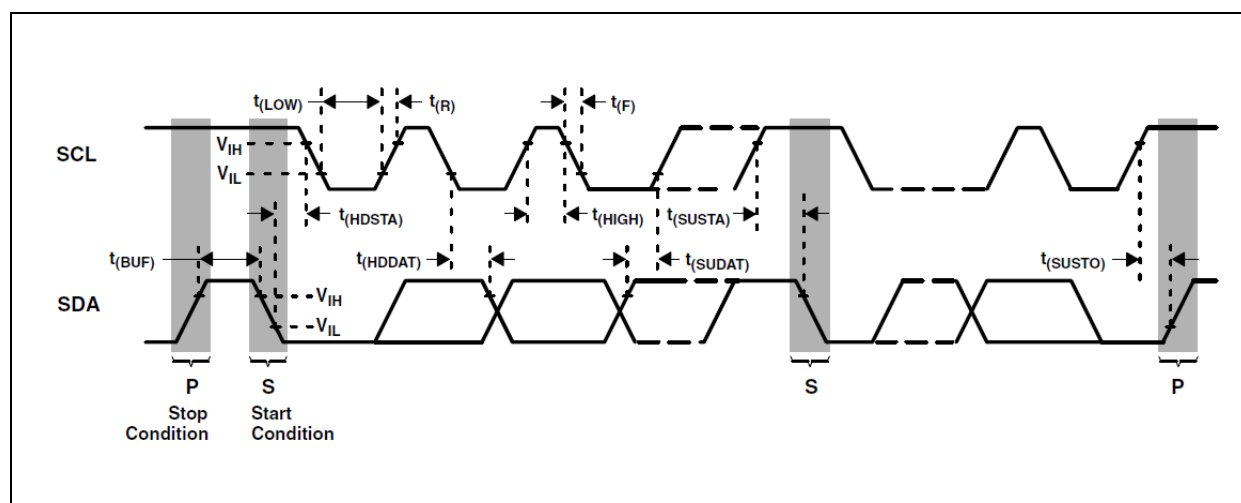 t(LOW) t(R) t(F)
SCL
VIH
VIL
t(HDSTA) t(HIGH) t(SUSTA)
t(BUF) t(HDDAT) t(SUDAT) t(SUSTO)
SDA
VIH
VIL
P S S P
Stop Start
Condition Condition